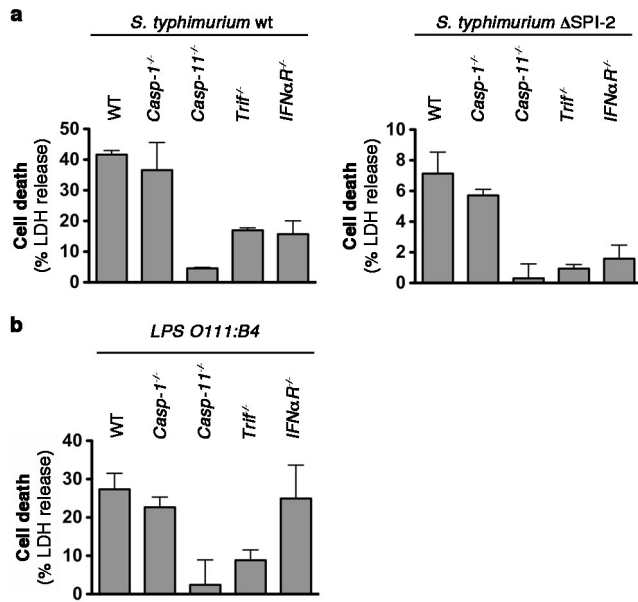 a
S. typhimurium wt
WT
Casp-1-/-
Casp-11-/-
Trif-/-
IFNαR-/-
Cell death
(% LDH release)
50
40
30
20
10
0
S. typhimurium ΔSPI-2
WT
Casp-1-/-
Casp-11-/-
Trif-/-
IFNαR-/-
Cell death
(% LDH release)
8
6
4
2
0
b
LPS O111:B4
WT
Casp-1-/-
Casp-11-/-
Trif-/-
IFNαR-/-
Cell death
(% LDH release)
40
30
20
10
0